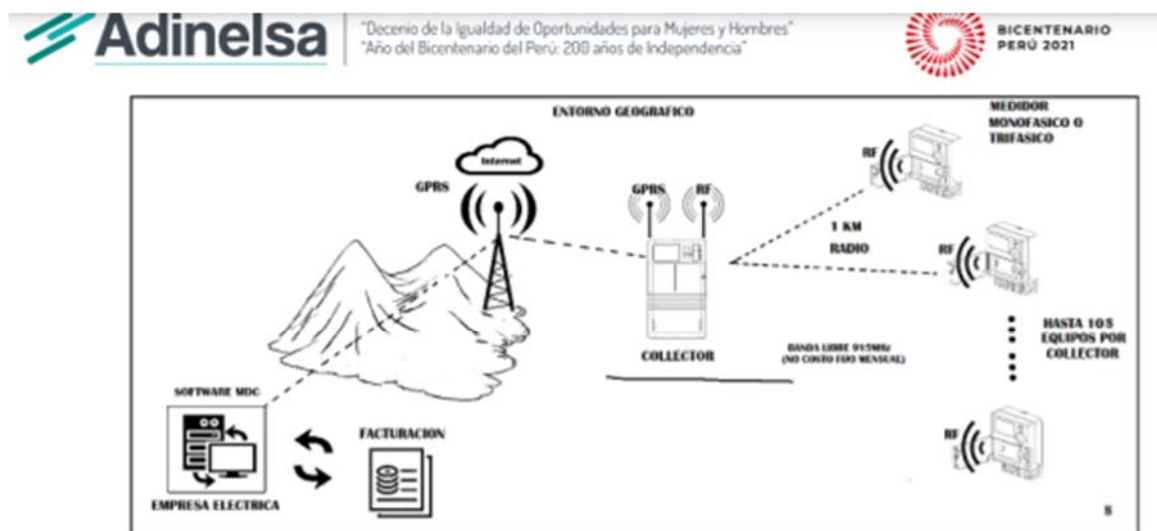 Adinelsa
"Decenio de la Igualdad de Oportunidades para Mujeres y Hombres"
"Año del Bicentenario del Perú: 200 años de Independencia"
BICENTENARIO
PERÚ 2021
ENTORNO GEOGRAFICO
MEDIDOR
MONOFASICO O
TRIFASICO
Internet
GPRS
GPRS
RF
RF
1 KM
RADIO
RF
HASTA 105
EQUIPOS POR
COLLECTOR
COLLECTOR
BANDA LIBRE 915MHz
(NO COSTO FIJO MENSUAL)
SOFTWARE MDC
FACTURACION
RF
EMPRESA ELECTRICA
8